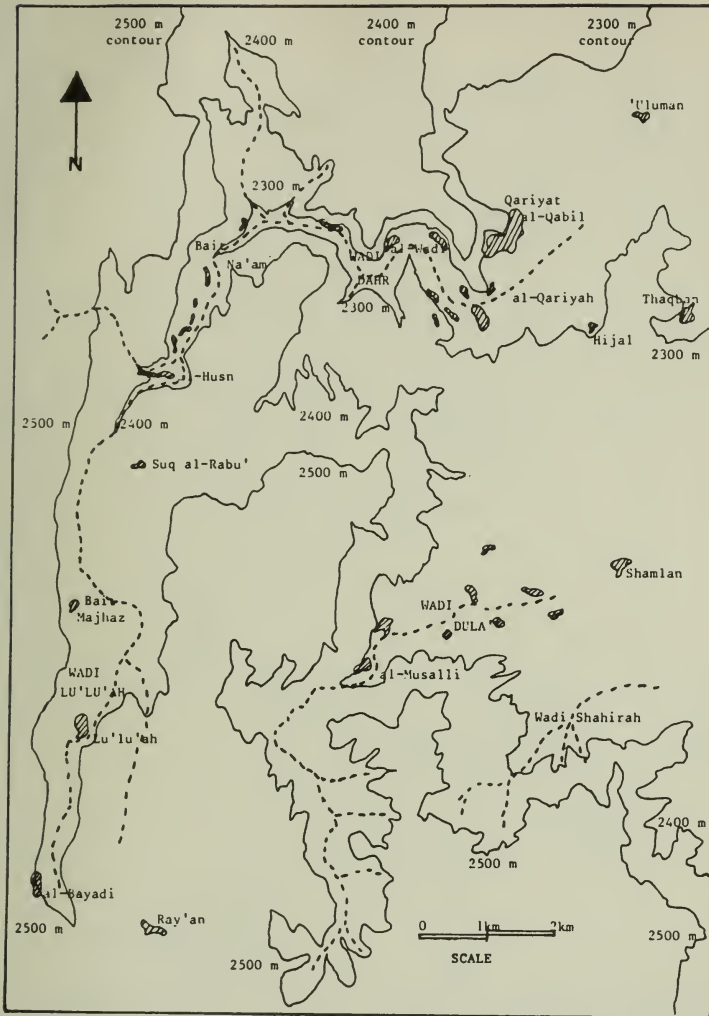 2500 m
contour
2400 m
2400 m
contour
2300 m
contour
'Uluman
N
2300 m
Qariyat
al-Qabil
Bait
Na'am
WADI al-Wadi
DAHR
2300 m
al-Qariyah
Thaqban
Hijal
2300 m
-Husn
2500 m
2400 m
2400 m
Suq al-Rabu'
2500 m
Shamlan
Bait
Majhaz
WADI
DULA'
WADI
LU'LU'AH
al-Musalli
Lu'lu'ah
Wadi Shahirah
2400 m
2500 m
al-Bayadi
2500 m
Ray'an
0 1km 2km
SCALE
2500 m
2500 m